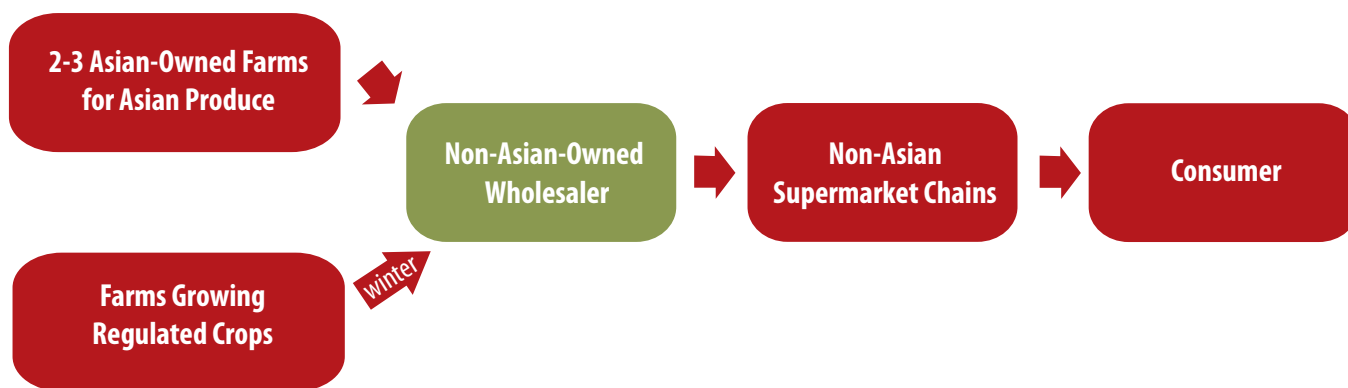 2-3 Asian-Owned Farms
for Asian Produce
Non-Asian-Owned
Wholesaler
Non-Asian
Supermarket Chains
Consumer
winter
Farms Growing
Regulated Crops